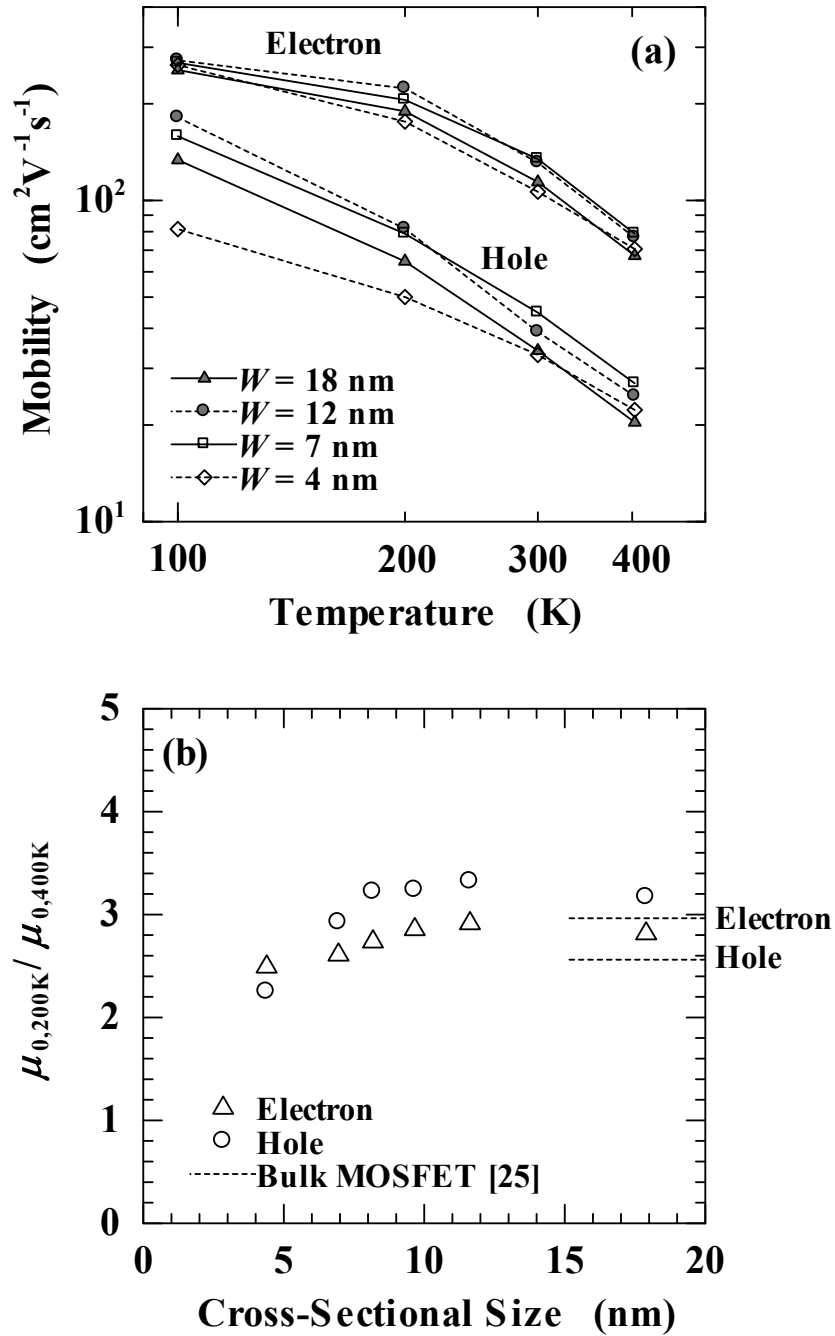 (a)
Electron
Hole
W = 18 nm
W = 12 nm
W = 7 nm
W = 4 nm
10²
10¹
100
200
300
400
Mobility (cm²V⁻¹s⁻¹)
Temperature (K)
(b)
5
4
3
2
1
0
Electron
Hole
Electron
Hole
Bulk MOSFET [25]
0
5
10
15
20
μ0,200K / μ0,400K
Cross-Sectional Size (nm)